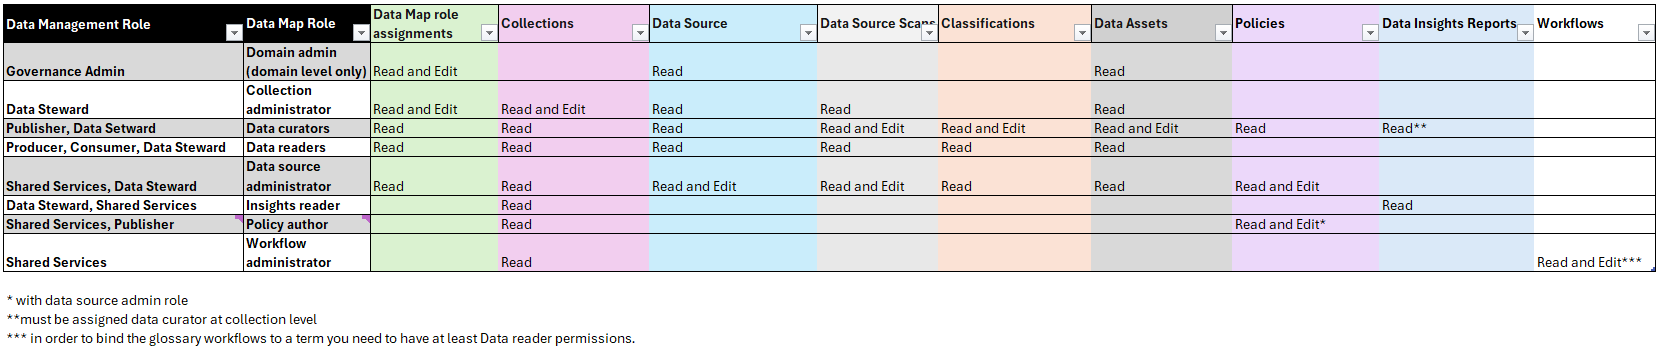 Data Management Role Data Map Role Data Map role assignments Collections Data Source Data Source Scans Classifications Data Assets Policies Data Insights Reports Workflows
Governance Admin Domain admin (domain level only) Read and Edit Read Read
Data Steward Collection administrator Read and Edit Read and Edit Read Read Read
Publisher, Data Setward Data curators Read Read Read Read and Edit Read and Edit Read and Edit Read Read**
Producer, Consumer, Data Steward Data readers Read Read Read Read Read Read
Shared Services, Data Steward Data source administrator Read Read Read and Edit Read and Edit Read Read Read and Edit
Data Steward, Shared Services Insights reader Read Read
Shared Services, Publisher Policy author Read Read and Edit*
Shared Services Workflow administrator Read Read and Edit***
* with data source admin role
**must be assigned data curator at collection level
*** in order to bind the glossary workflows to a term you need to have at least Data reader permissions.